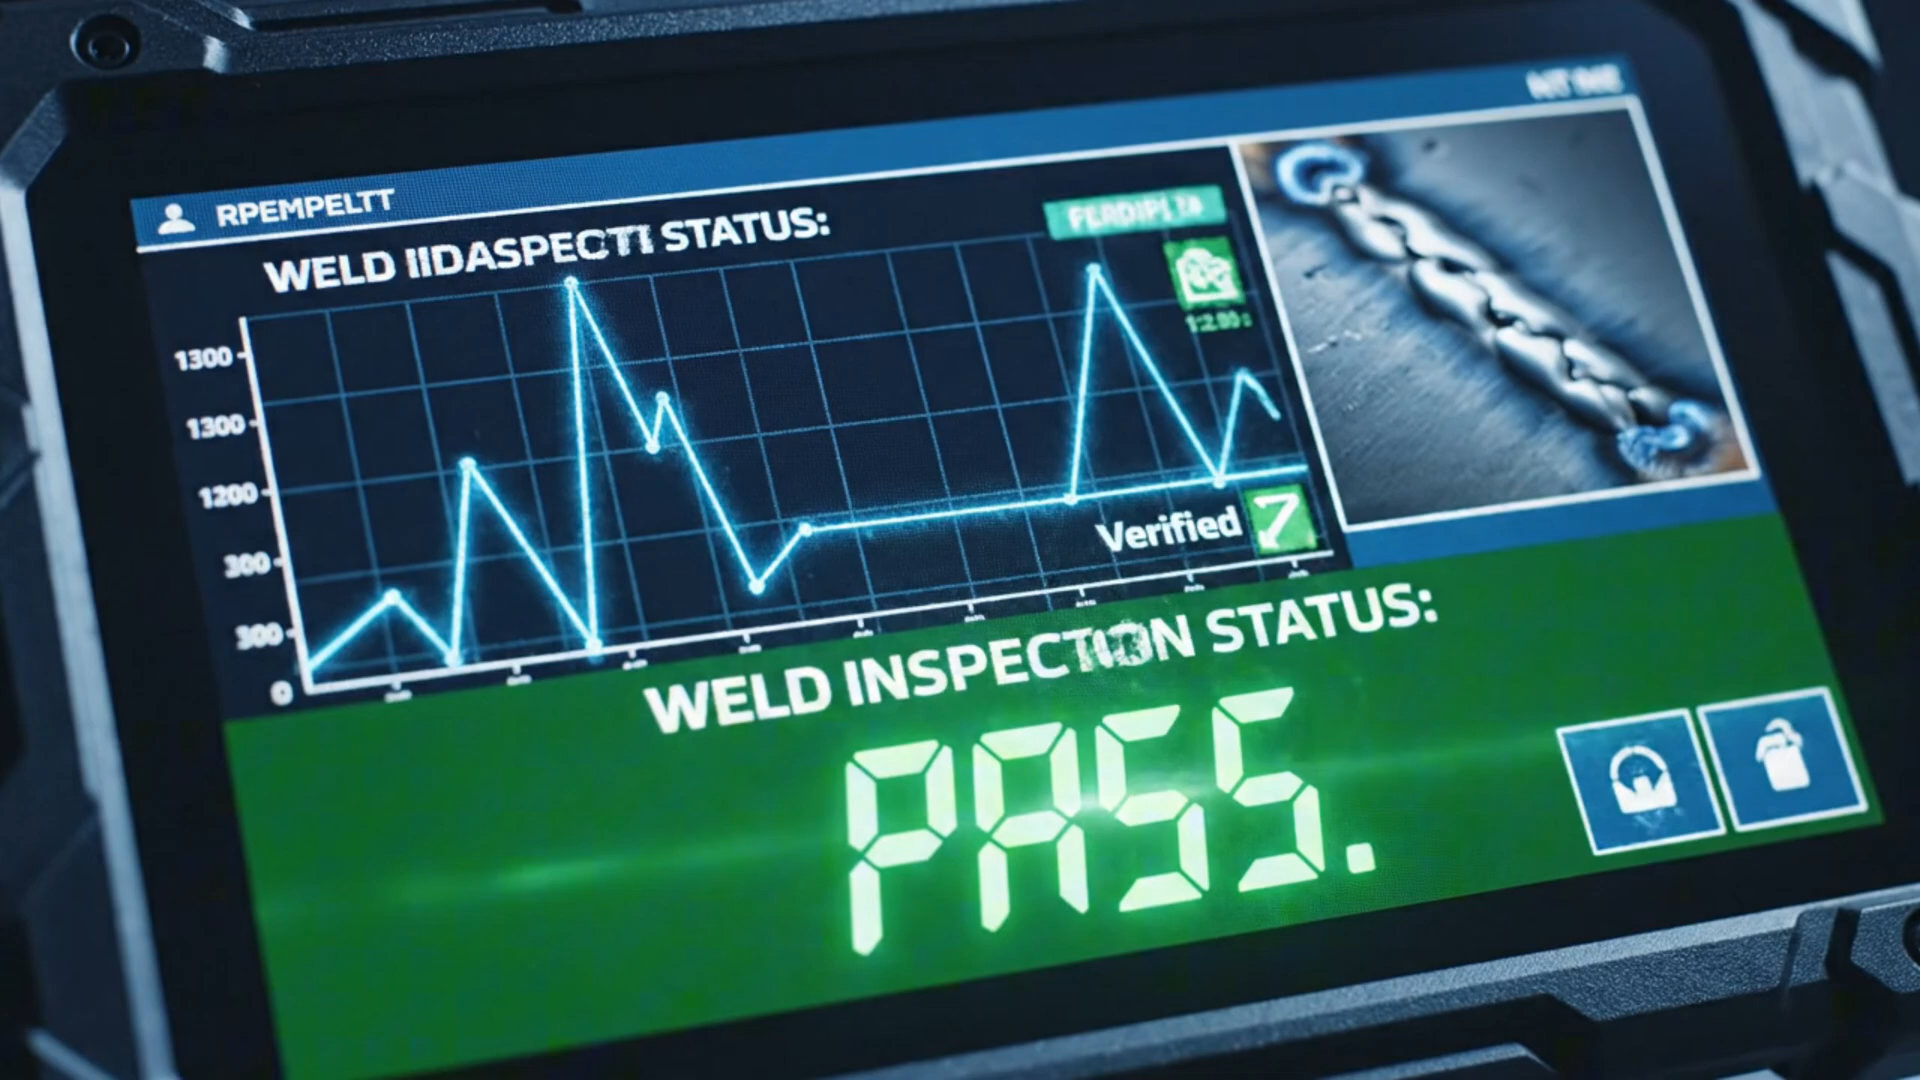 RPEMPELTT
WELD IIDASPECTI STATUS:
1300
1300
1200
300
300
0
Verified
WELD INSPECTION STATUS:
PASS.